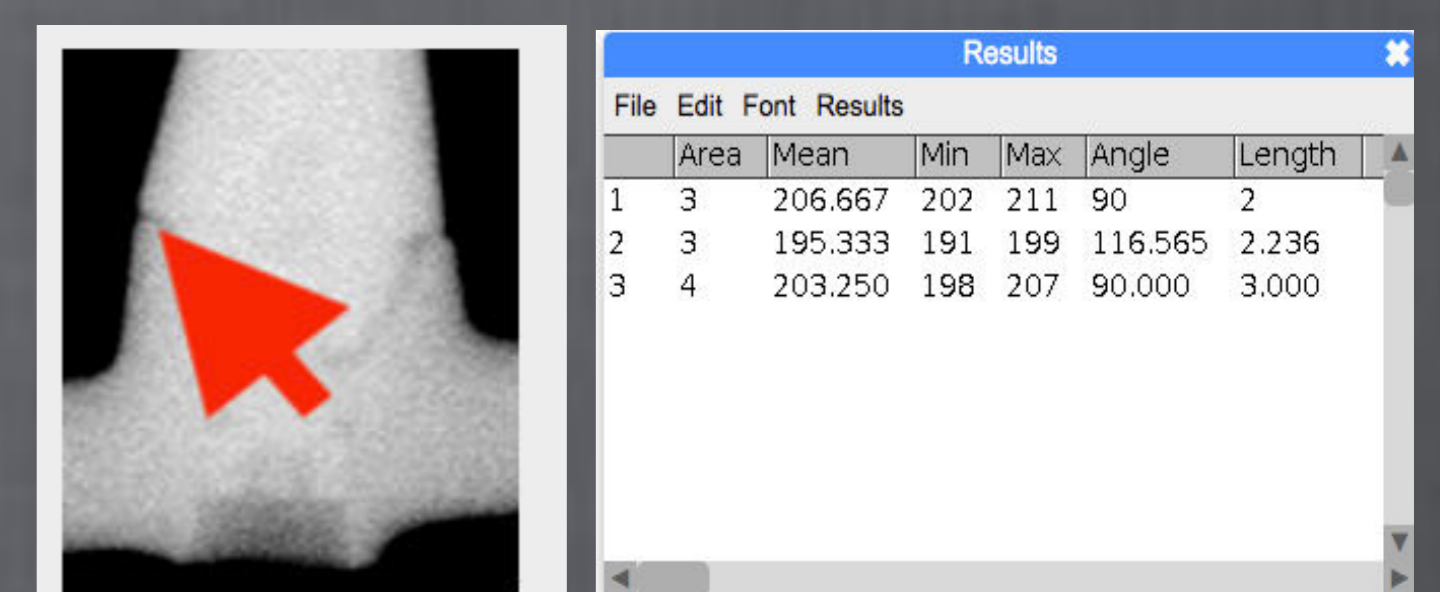 Results
File Edit Font Results
Area Mean Min Max Angle Length
1 3 206.667 202 211 90 2
2 3 195.333 191 199 116.565 2.236
3 4 203.250 198 207 90.000 3.000